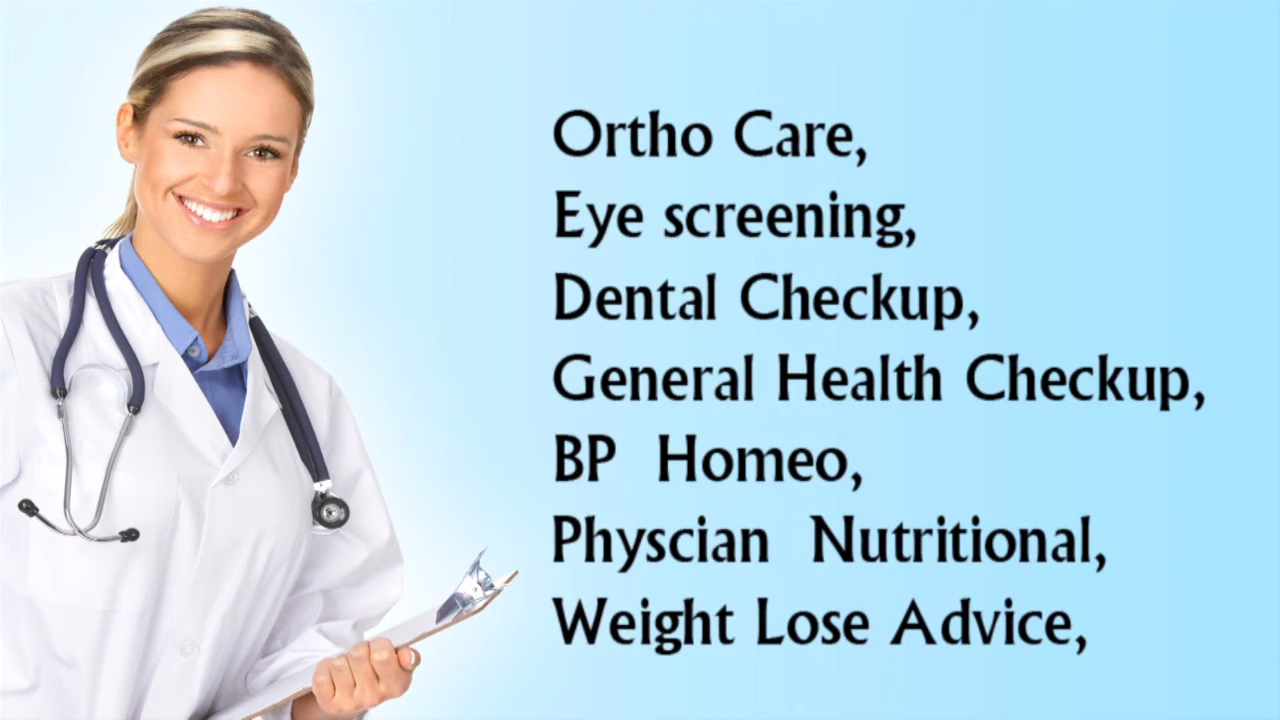 Ortho Care,
Eye screening,
Dental Checkup,
General Health Checkup,
BP  Homeo,
Physcian  Nutritional,
Weight Lose Advice,